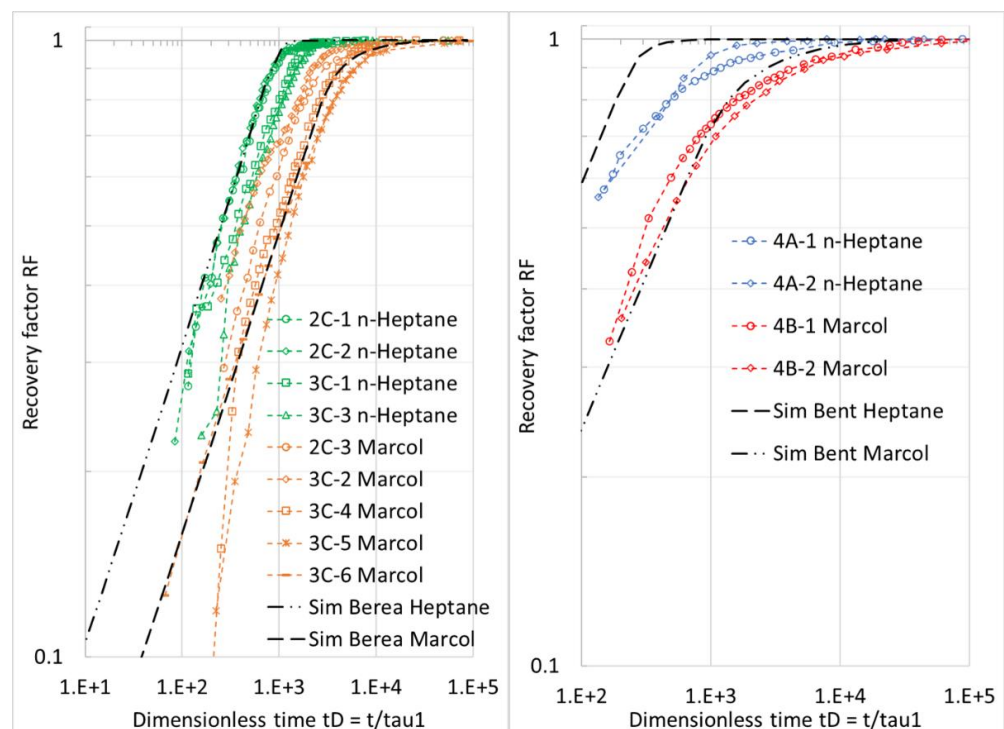 1
Recovery factor RF
2C-1 n-Heptane
2C-2 n-Heptane
3C-1 n-Heptane
3C-3 n-Heptane
2C-3 Marcol
3C-2 Marcol
3C-4 Marcol
3C-5 Marcol
3C-6 Marcol
Sim Berea Heptane
Sim Berea Marcol
0.1
1.E+1 1.E+2 1.E+3 1.E+4 1.E+5
Dimensionless time tD = t/tau1
1
Recovery factor RF
4A-1 n-Heptane
4A-2 n-Heptane
4B-1 Marcol
4B-2 Marcol
Sim Bent Heptane
Sim Bent Marcol
0.1
1.E+2 1.E+3 1.E+4 1.E+5
Dimensionless time tD = t/tau1